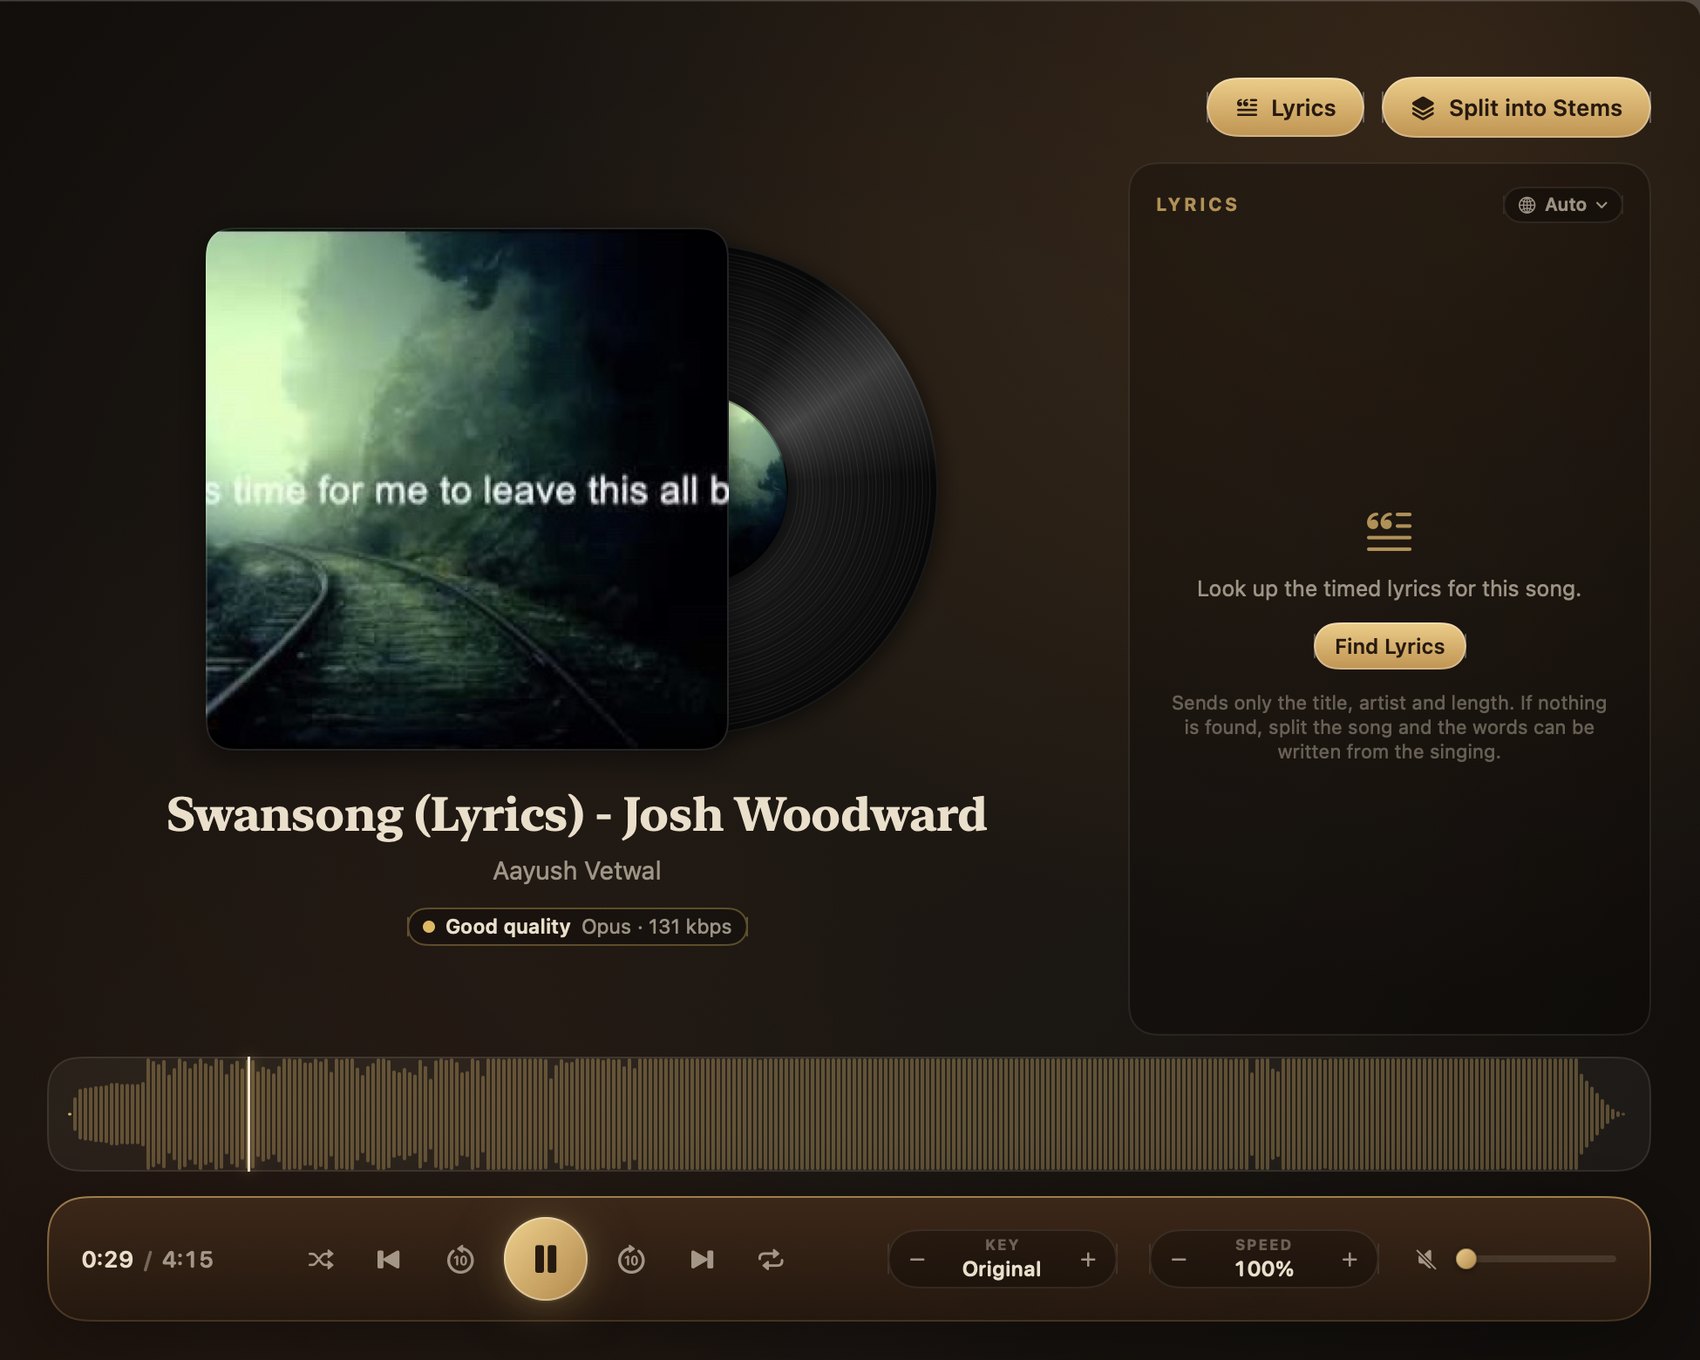 Lyrics
Split into Stems
LYRICS
Auto
s time for me to leave this all b
Look up the timed lyrics for this song.
Find Lyrics
Sends only the title, artist and length. If nothing
is found, split the song and the words can be
written from the singing.
Swansong (Lyrics) - Josh Woodward
Aayush Vetwal
Good quality Opus · 131 kbps
0:29 / 4:15
10
10
KEY
− Original +
SPEED
− 100% +